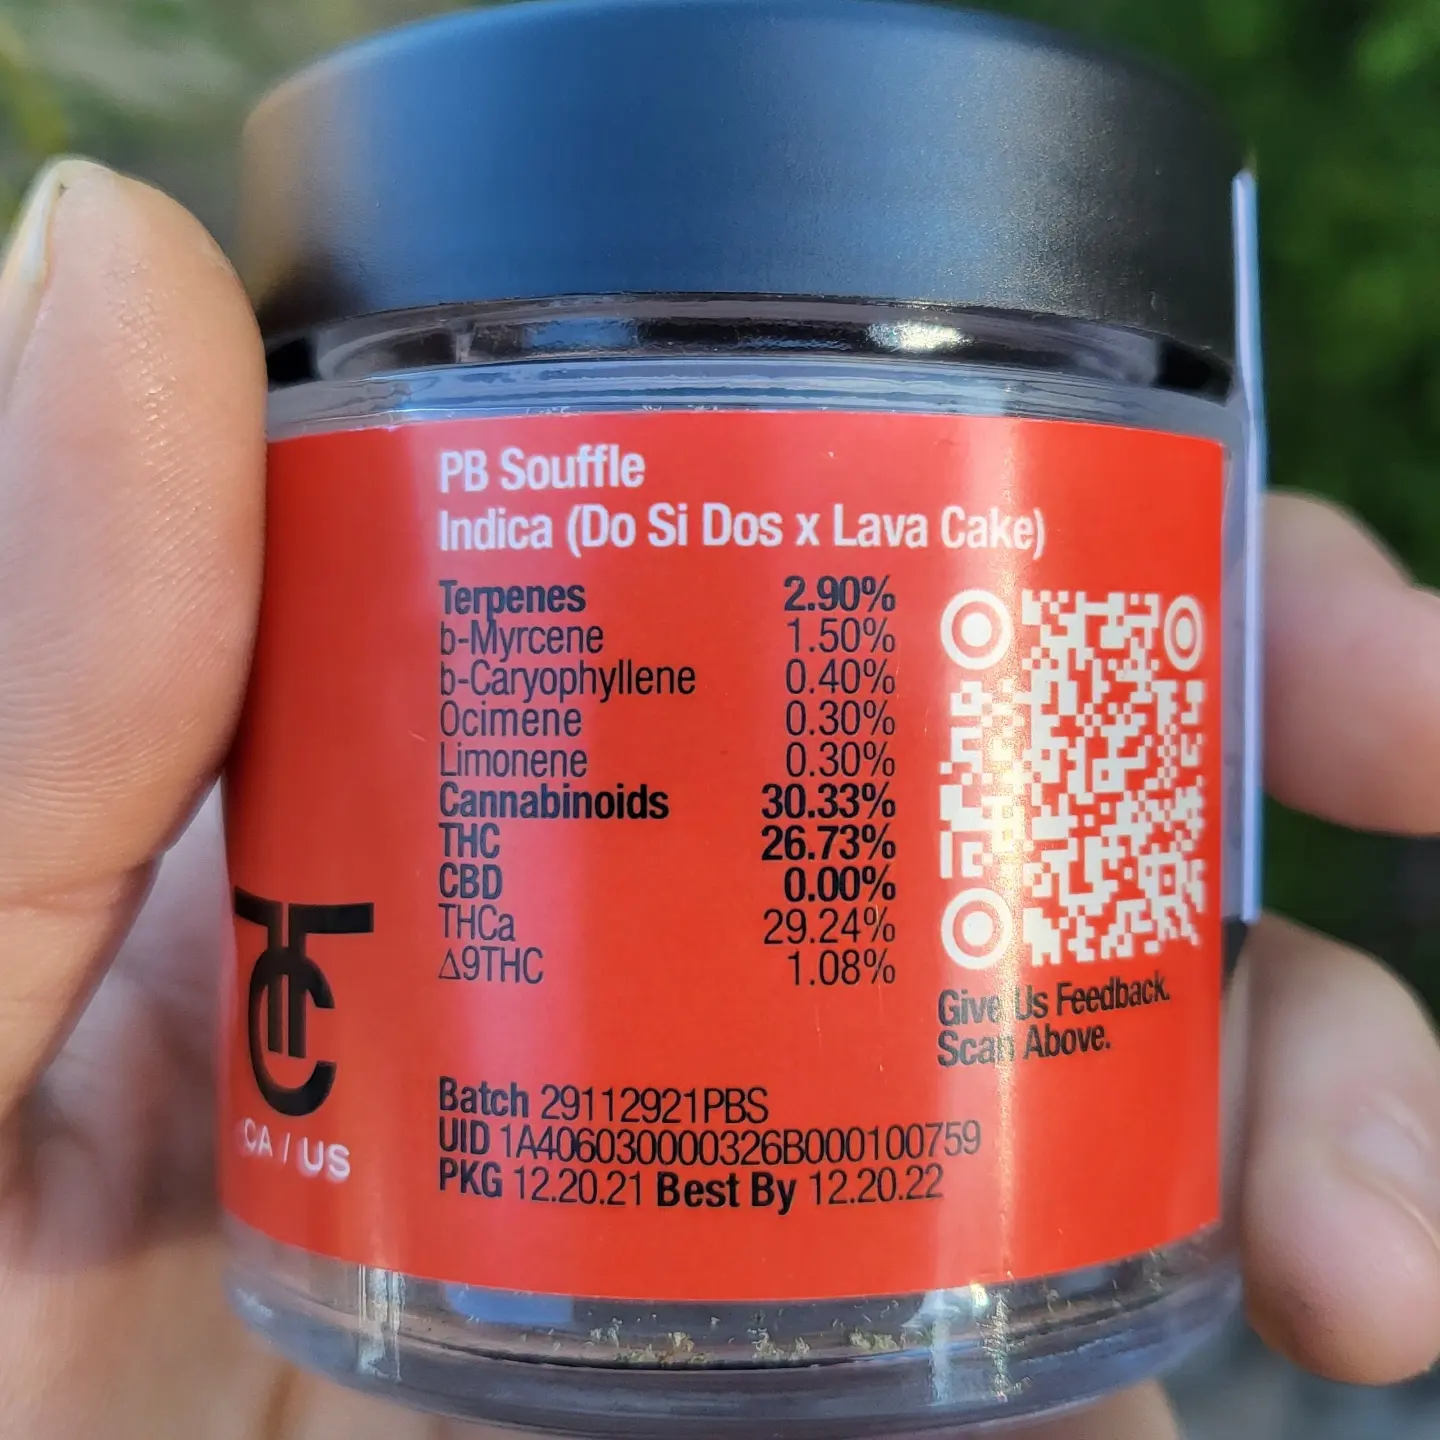 PB Souffle
Indica (Do Si Dos x Lava Cake)
Terpenes 2.90%
b-Myrcene 1.50%
b-Caryophyllene 0.40%
Ocimene 0.30%
Limonene 0.30%
Cannabinoids 30.33%
THC 26.73%
CBD 0.00%
THCa 29.24%
Δ9THC 1.08%
Give Us Feedback.
Scan Above.
TC
CA / US
Batch 29112921PBS
UID 1A406030000326B000100759
PKG 12.20.21 Best By 12.20.22